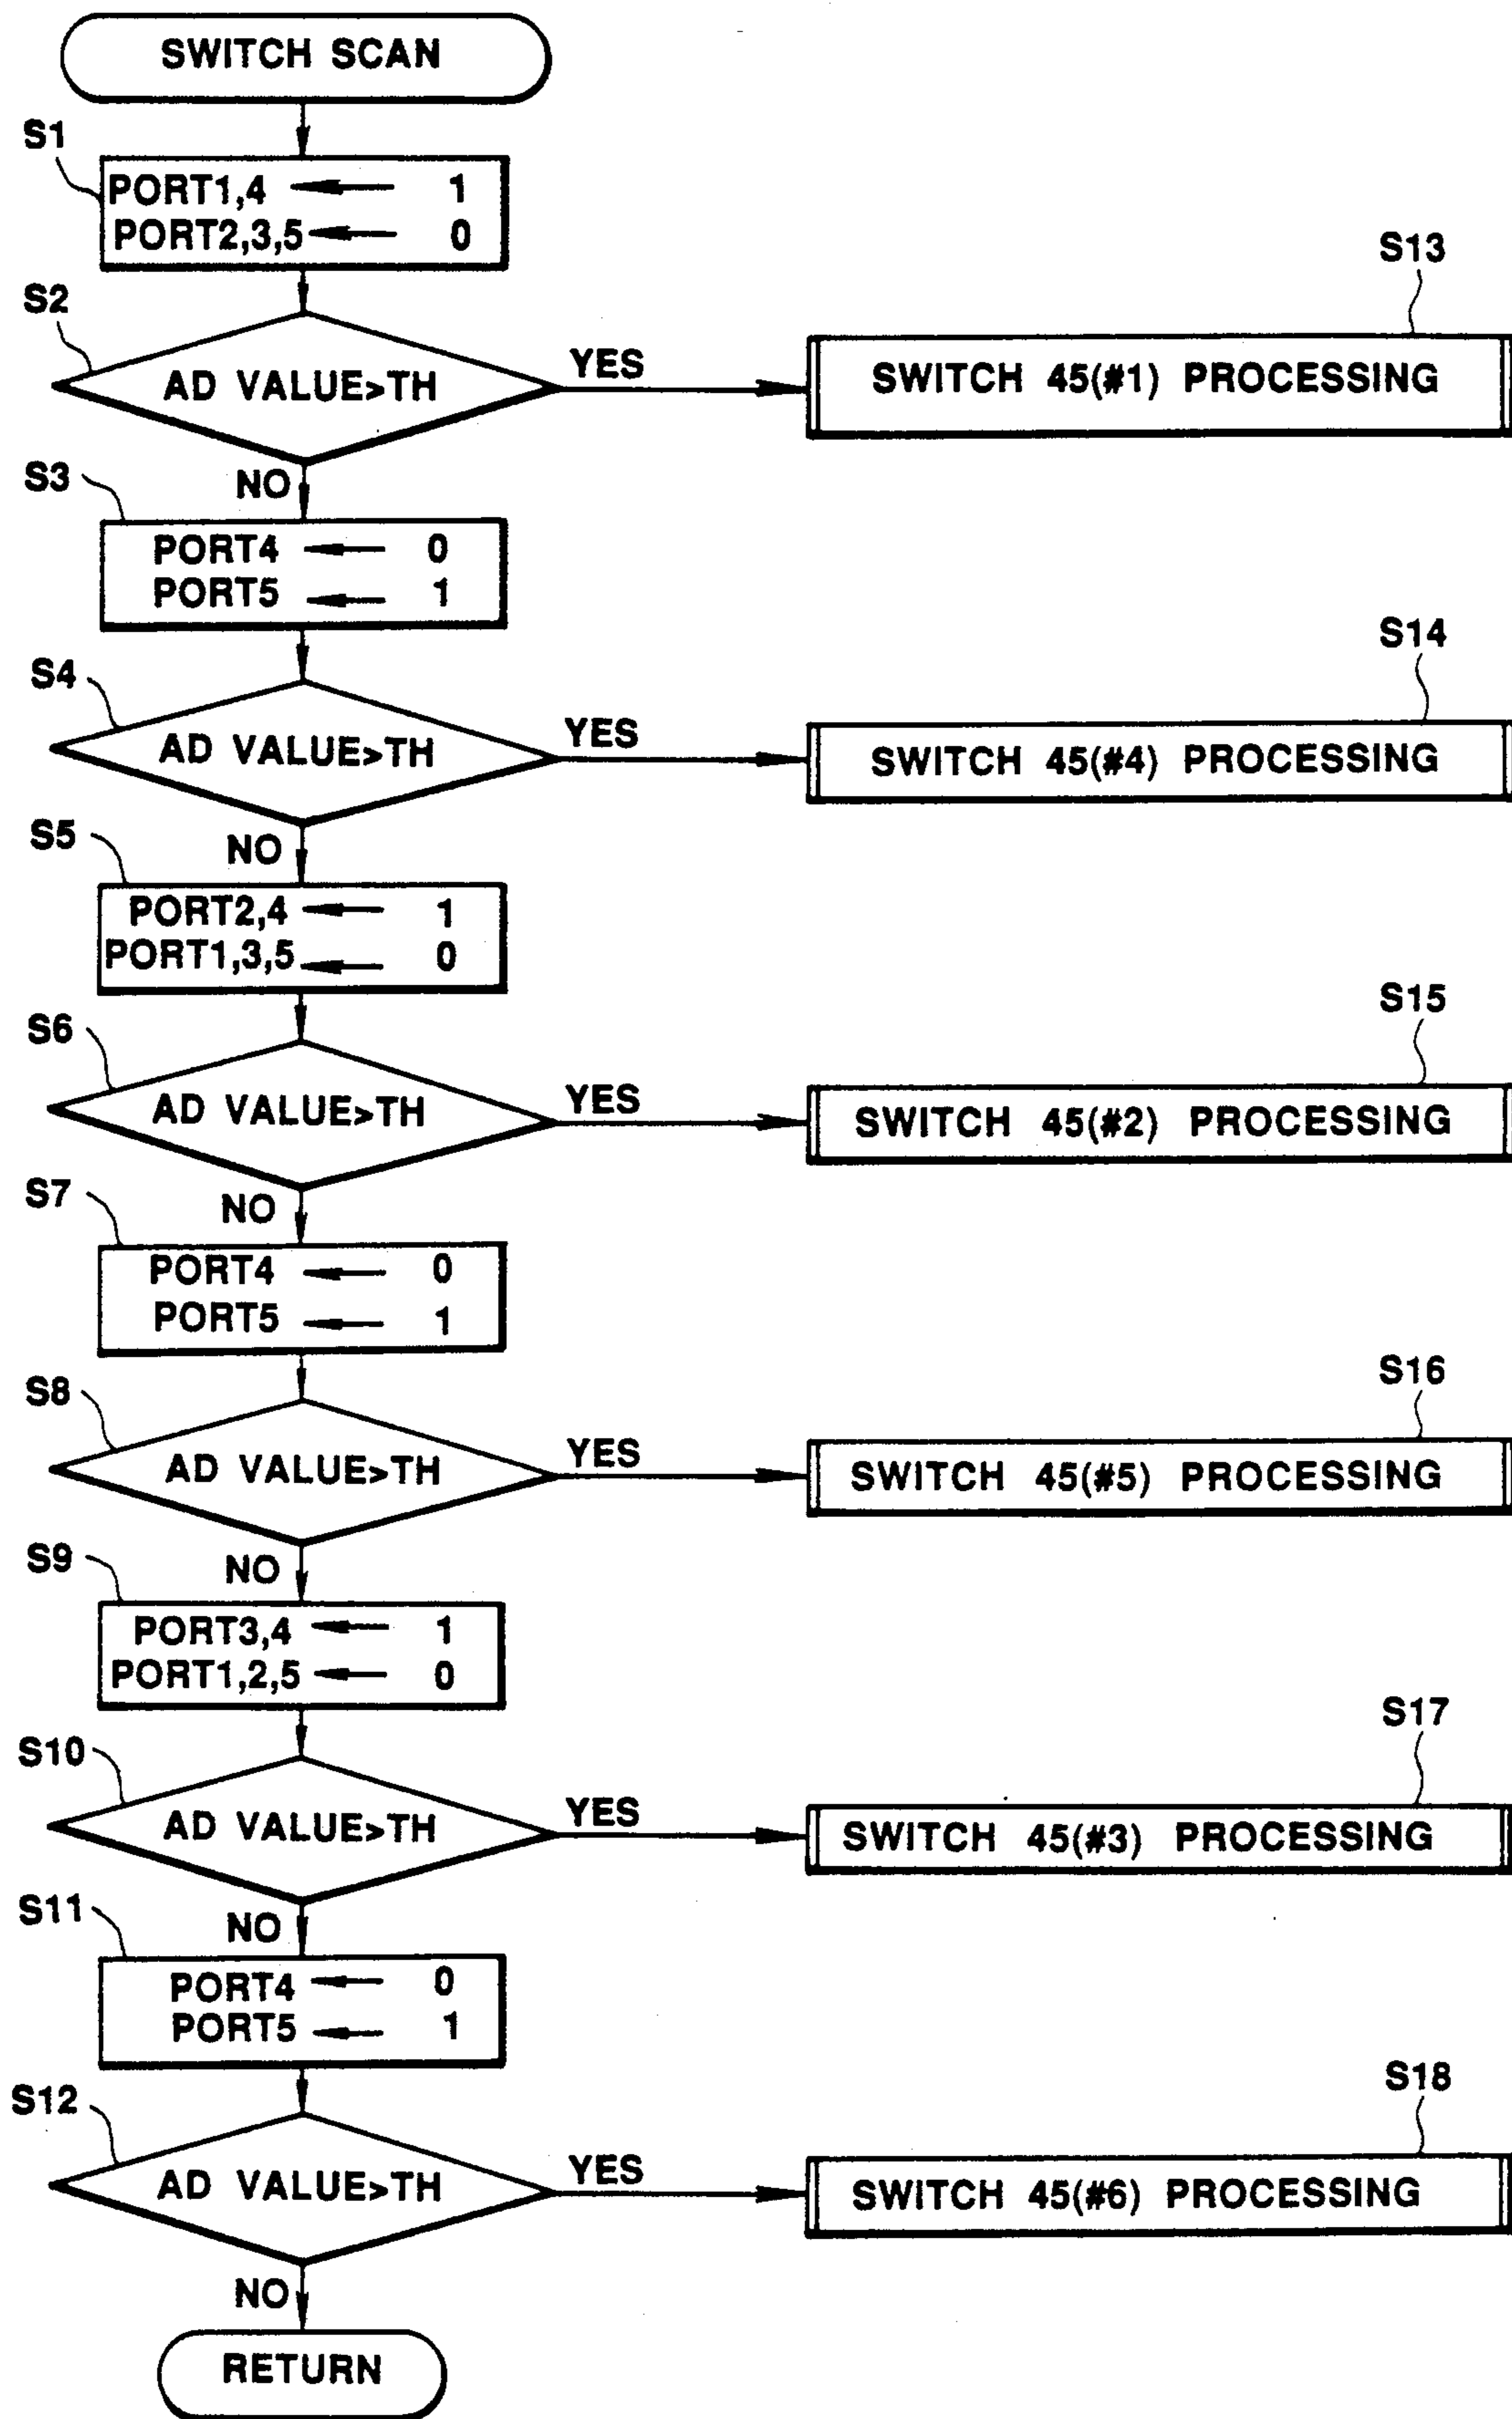 SWITCH SCAN
S1
PORT1,4 ← 1
PORT2,3,5 ← 0
S13
S2
AD VALUE>TH
YES
SWITCH 45(#1) PROCESSING
NO
S3
PORT4 ← 0
PORT5 ← 1
S14
S4
AD VALUE>TH
YES
SWITCH 45(#4) PROCESSING
NO
S5
PORT2,4 ← 1
PORT1,3,5 ← 0
S15
S6
AD VALUE>TH
YES
SWITCH 45(#2) PROCESSING
NO
S7
PORT4 ← 0
PORT5 ← 1
S16
S8
AD VALUE>TH
YES
SWITCH 45(#5) PROCESSING
NO
S9
PORT3,4 ← 1
PORT1,2,5 ← 0
S17
S10
AD VALUE>TH
YES
SWITCH 45(#3) PROCESSING
NO
S11
PORT4 ← 0
PORT5 ← 1
S18
S12
AD VALUE>TH
YES
SWITCH 45(#6) PROCESSING
NO
RETURN